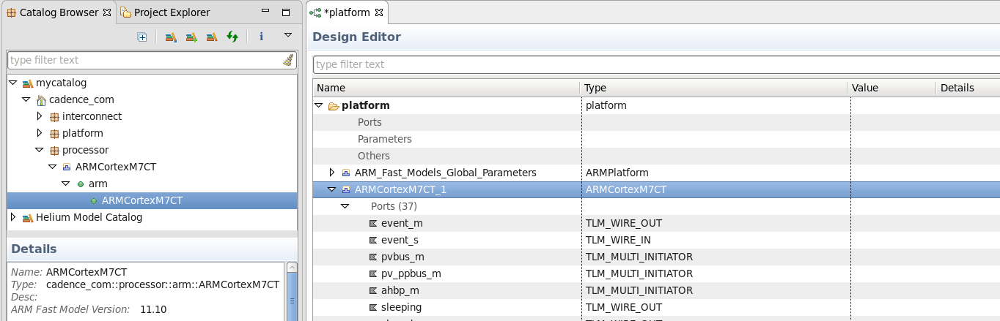 Catalog Browser
Project Explorer
type filter text
mycatalog
cadence_com
interconnect
platform
processor
ARMCortexM7CT
arm
ARMCortexM7CT
Helium Model Catalog
Details
Name: ARMCortexM7CT
Type: cadence_com::processor::arm::ARMCortexM7CT
Desc:
ARM Fast Model Version: 11.10
*platform
Design Editor
type filter text
Name Type Value Details
platform platform
Ports
Parameters
Others
ARM_Fast_Models_Global_Parameters ARMPlatform
ARMCortexM7CT_1 ARMCortexM7CT
Ports (37)
event_m TLM_WIRE_OUT
event_s TLM_WIRE_IN
pvbus_m TLM_MULTI_INITIATOR
pv_ppbus_m TLM_MULTI_INITIATOR
ahbp_m TLM_MULTI_INITIATOR
sleeping TLM_WIRE_OUT